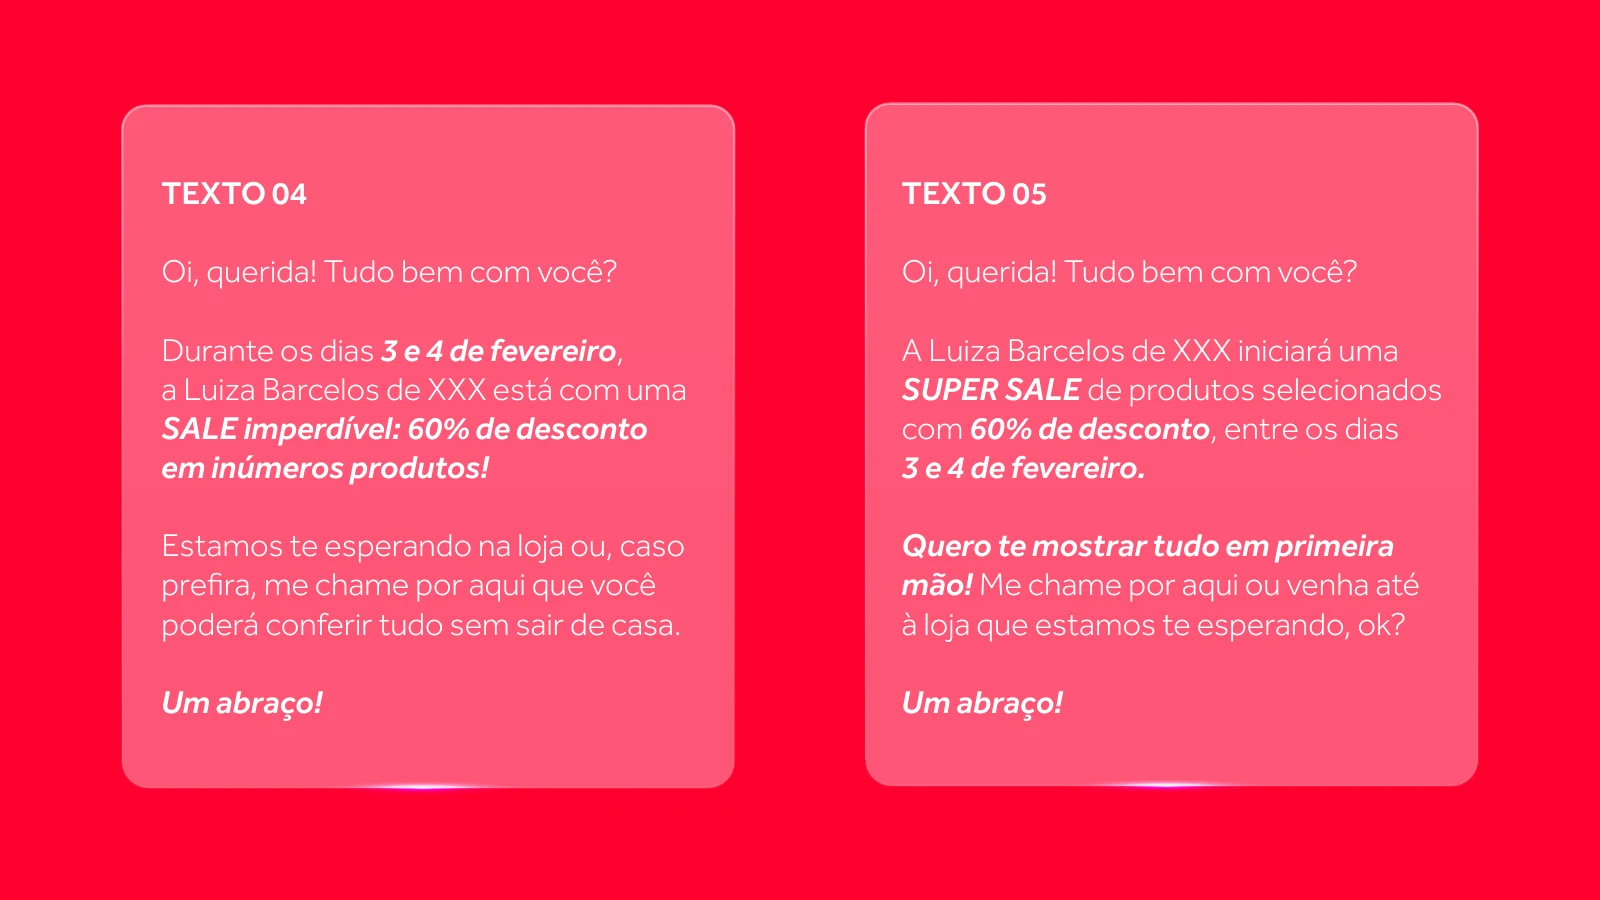 TEXTO 04
Oi, querida! Tudo bem com você?
Durante os dias 3 e 4 de fevereiro,
a Luiza Barcelos de XXX está com uma
SALE imperdível: 60% de desconto
em inúmeros produtos!
Estamos te esperando na loja ou, caso
prefira, me chame por aqui que você
poderá conferir tudo sem sair de casa.
Um abraço!
TEXTO 05
Oi, querida! Tudo bem com você?
A Luiza Barcelos de XXX iniciará uma
SUPER SALE de produtos selecionados
com 60% de desconto, entre os dias
3 e 4 de fevereiro.
Quero te mostrar tudo em primeira
mão! Me chame por aqui ou venha até
à loja que estamos te esperando, ok?
Um abraço!